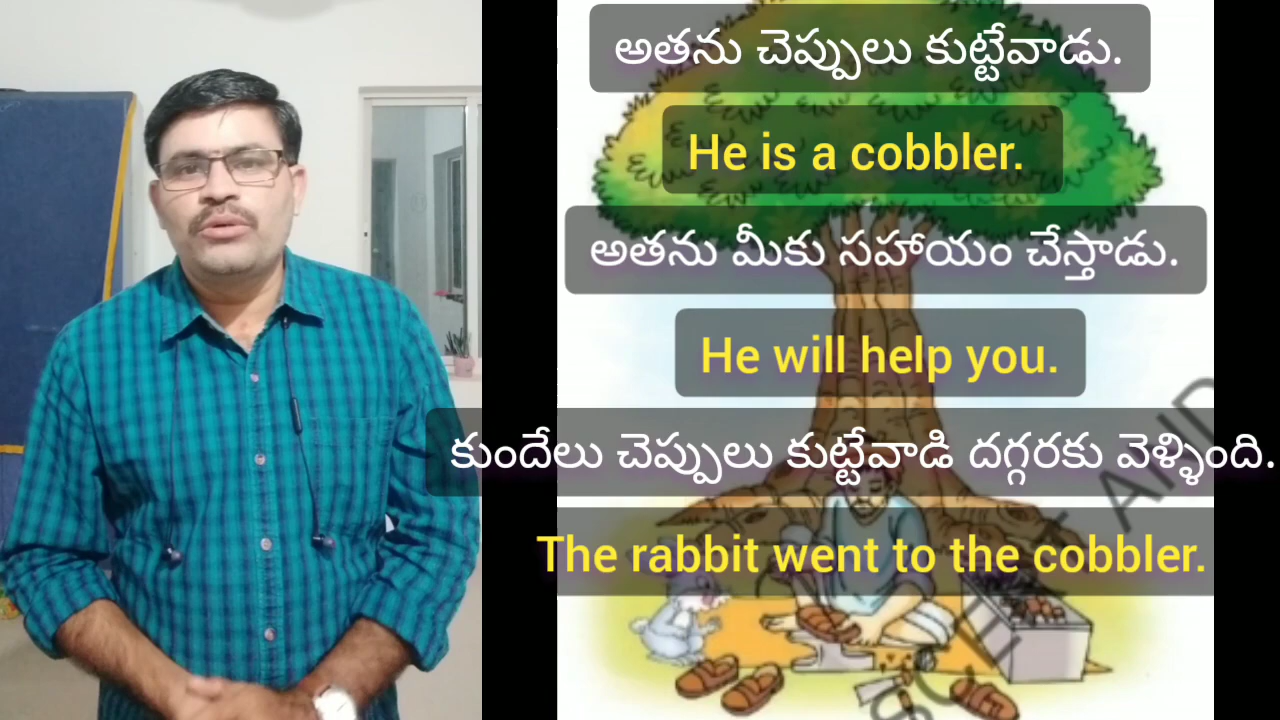 అతను చెప్పులు కుట్టేవాడు.
He is a cobbler.
అతను మీకు సహాయం చేస్తాడు.
He will help you.
కుందేలు చెప్పులు కుట్టేవాడి దగ్గరకు వెళ్ళింది.
The rabbit went to the cobbler.